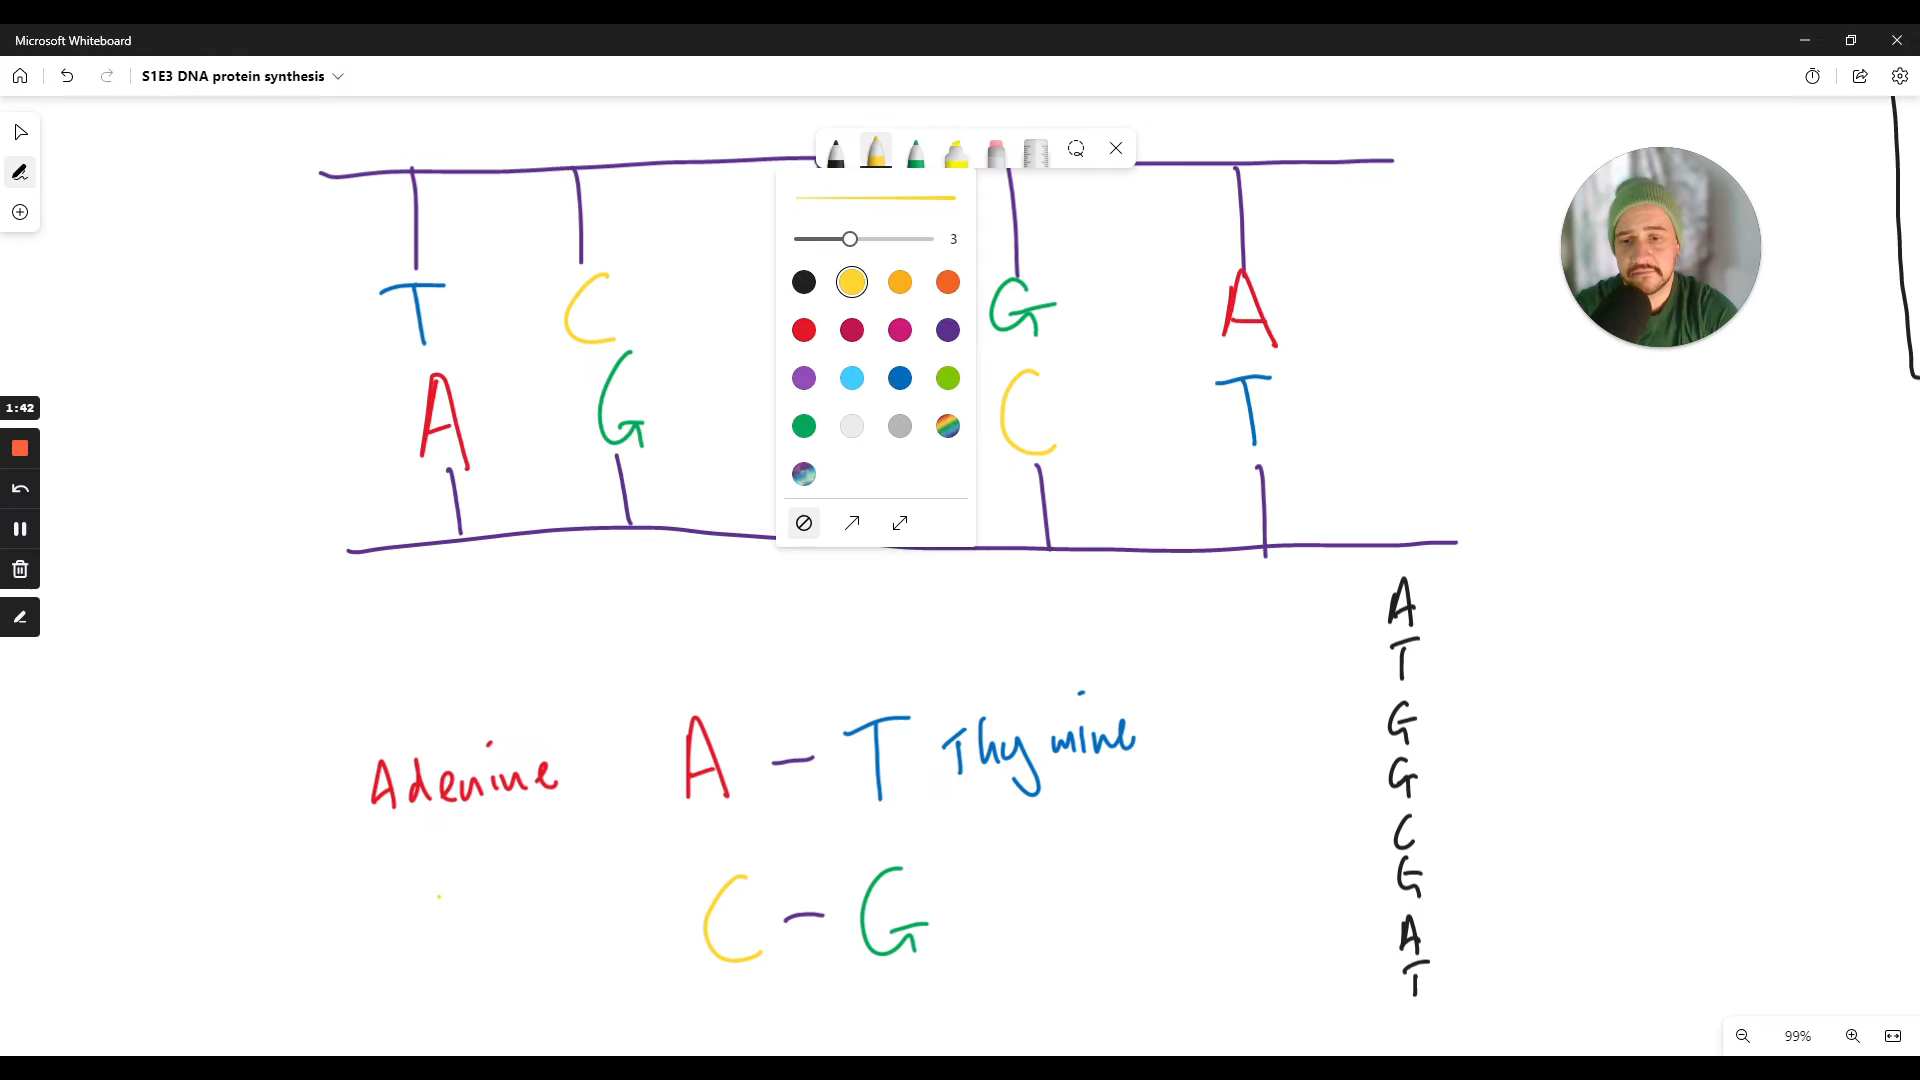 Microsoft Whiteboard
S1E3 DNA protein synthesis
3
T C G A
A G C T
1:42
Adenine A - T Thymine
C - G
A
T
G
G
C
G
A
T
99%